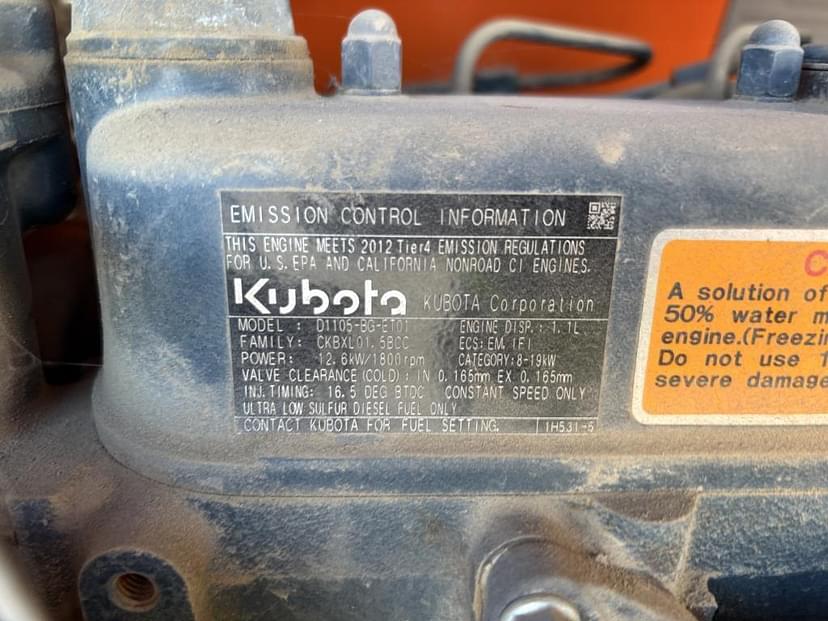 EMISSION CONTROL INFORMATION
THIS ENGINE MEETS 2012 Tier4 EMISSION REGULATIONS
FOR U.S. EPA AND CALIFORNIA NONROAD CI ENGINES.
Kubota KUBOTA Corporation
MODEL : D1105-BG-ET01 ENGINE DISP.: 1.1L
FAMILY: CKBXL01.5BCC ECS: EM, IFI
POWER: 12.6kW/1800rpm CATEGORY:8-19kW
VALVE CLEARANCE (COLD) : IN 0.165mm EX 0.165mm
INJ.TIMING: 16.5 DEG BTDC CONSTANT SPEED ONLY
ULTRA LOW SULFUR DIESEL FUEL ONLY
CONTACT KUBOTA FOR FUEL SETTING. 1H531-5
C
A solution of
50% water m
engine.(Freezin
Do not use 1
severe damage